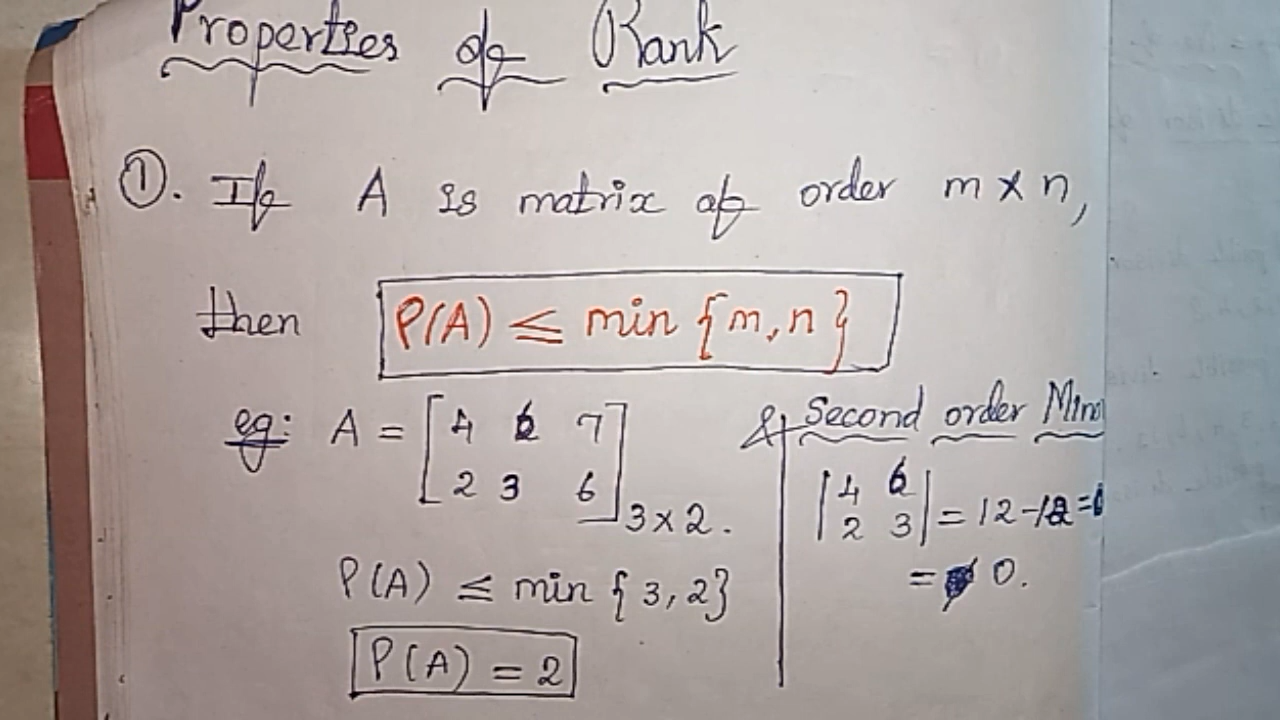 Properties of Rank
①. If A is matrix of order m × n,
then P(A) ≤ min {m, n}
eg: A = [4 6 7
2 3 6] 3×2.
P(A) ≤ min {3, 2}
P(A) = 2
& Second order Mino
|4 6
2 3| = 12-12=0
= 0.